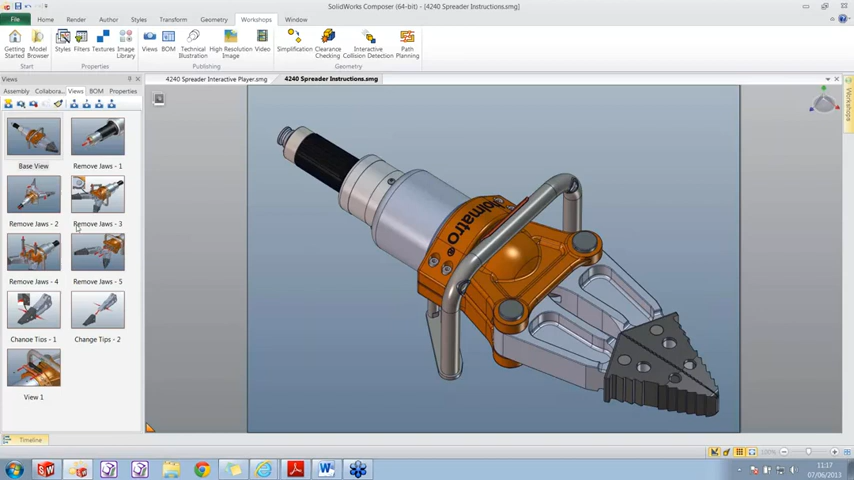 SolidWorks Composer (64-bit) - [4240 Spreader Instructions.smg]
File Home Render Author Styles Transform Geometry Workshops Window
Getting Started Model Browser Styles Filters Textures Image Library Views BOM Technical Illustration High Resolution Image Video Simplification Clearance Checking Interactive Collision Detection Path Planning
Start Properties Publishing Geometry
Views
4240 Spreader Interactive Player.smg 4240 Spreader Instructions.smg
Assembly Collabora... Views BOM Properties
Workshops
Base View Remove Jaws - 1
Remove Jaws - 2 Remove Jaws - 3
Remove Jaws - 4 Remove Jaws - 5
Change Tips - 1 Change Tips - 2
View 1
holmatro®
Timeline
100%
11:17
07/06/2013